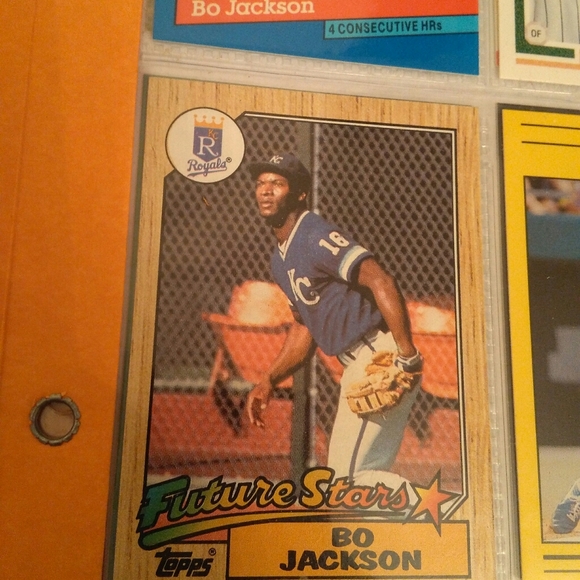 Bo Jackson
4 CONSECUTIVE HRs
OF
R
Royals®
KC
16
KC
Future Stars
BO
JACKSON
Topps®